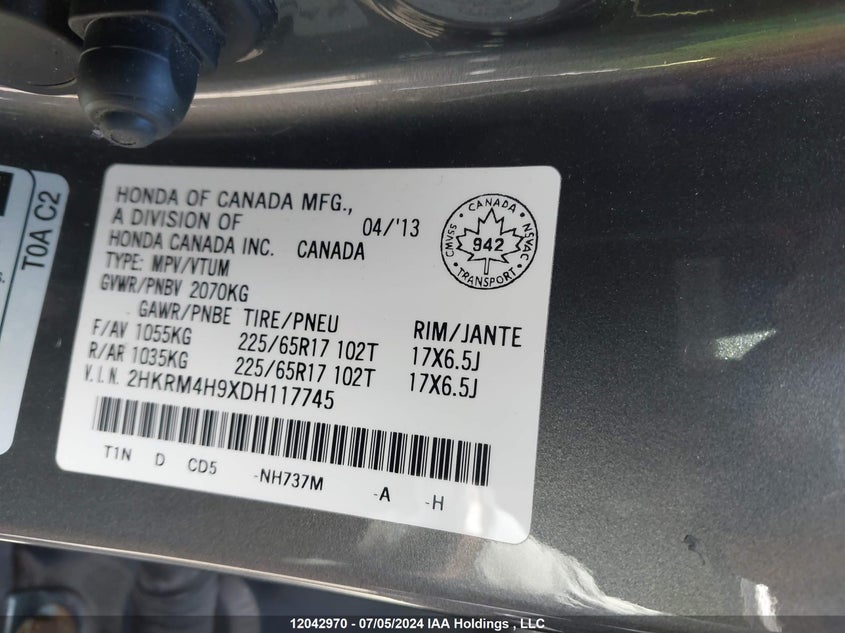 HONDA OF CANADA MFG.,
A DIVISION OF
HONDA CANADA INC. CANADA
04/'13
TYPE: MPV/VTUM
GVWR/PNBV 2070KG
GAWR/PNBE TIRE/PNEU RIM/JANTE
F/AV 1055KG 225/65R17 102T 17X6.5J
R/AR 1035KG 225/65R17 102T 17X6.5J
V.I.N. 2HKRM4H9XDH117745
T1N D CD5 -NH737M -A -H
CANADA
CMVSS 942 NSVAC
TRANSPORT
T0A C2
s.
12042970 - 07/05/2024 IAA Holdings , LLC